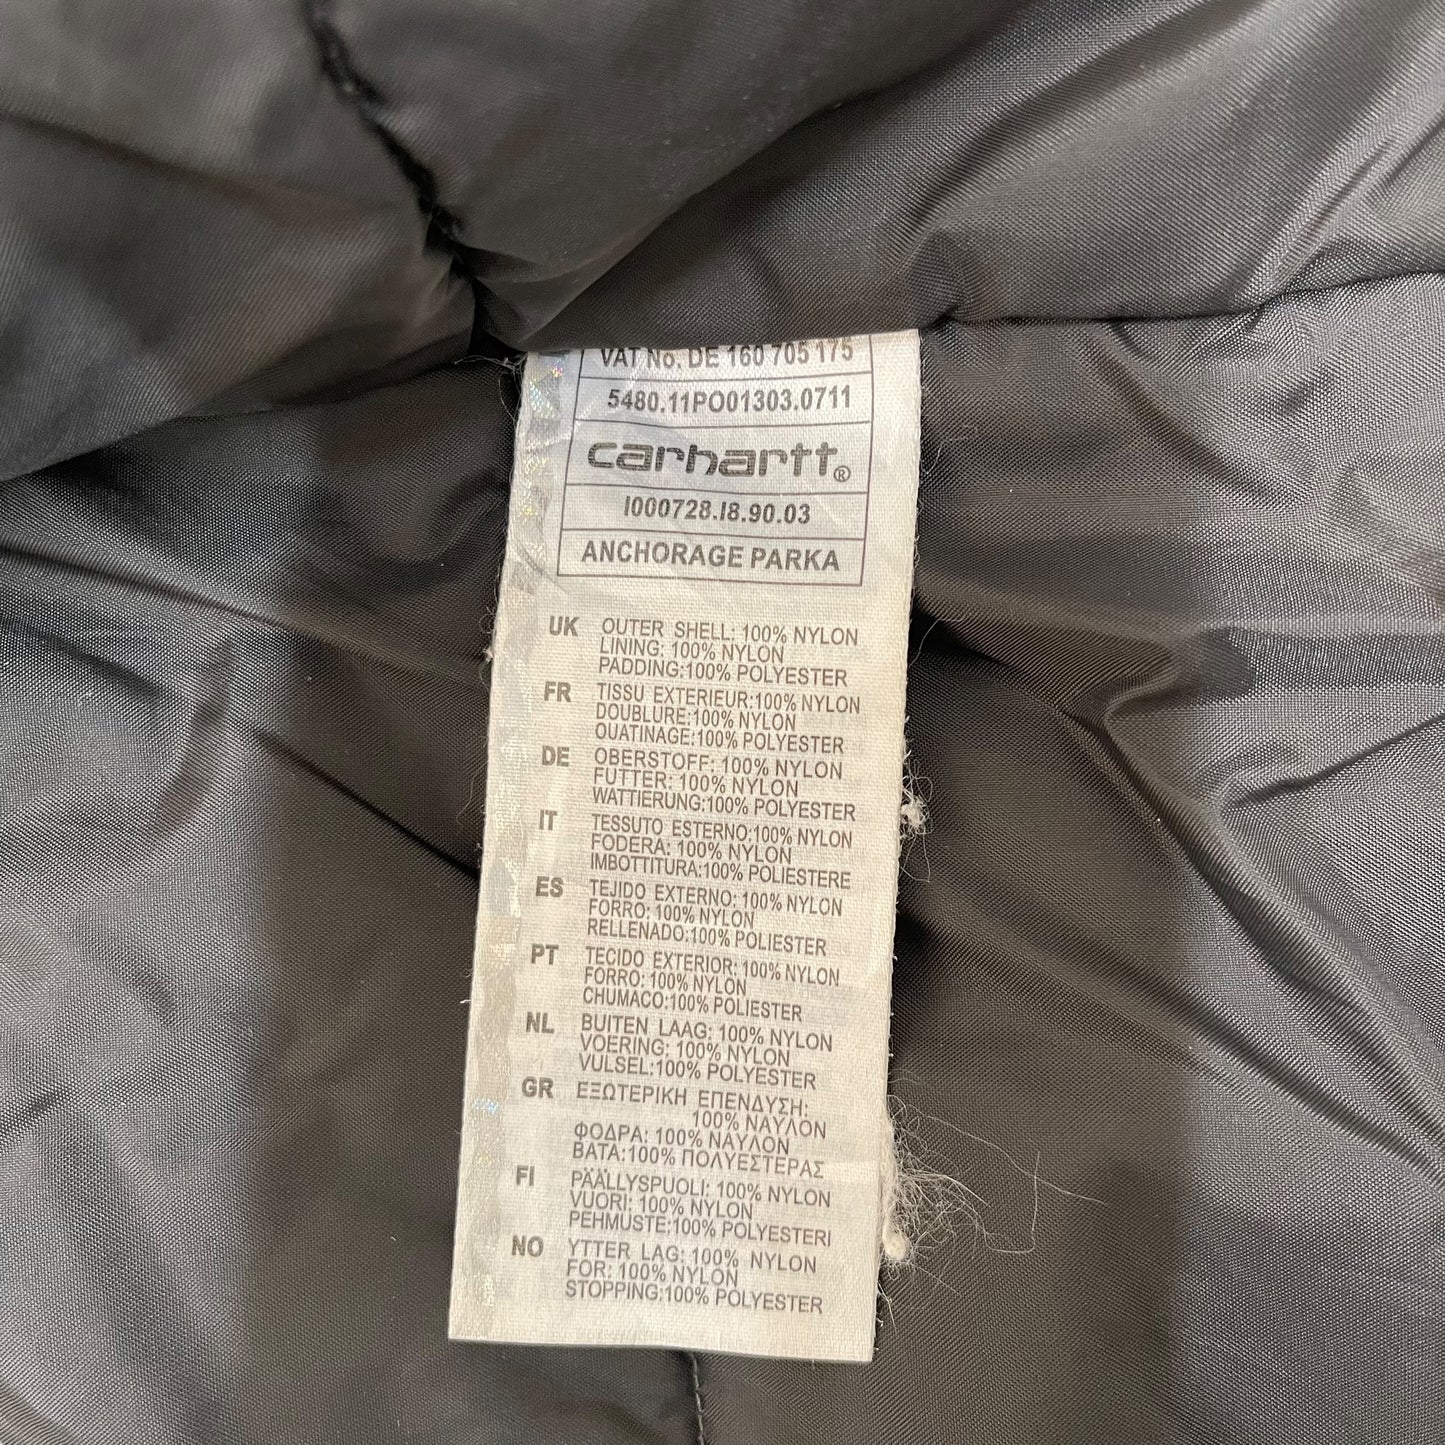 VAT No. DE 160 705 175
5480.11PO01303.0711
carhartt®
I000728.I8.90.03
ANCHORAGE PARKA
UK OUTER SHELL: 100% NYLON
LINING: 100% NYLON
PADDING:100% POLYESTER
FR TISSU EXTERIEUR:100% NYLON
DOUBLURE:100% NYLON
OUATINAGE:100% POLYESTER
DE OBERSTOFF: 100% NYLON
FUTTER: 100% NYLON
WATTIERUNG:100% POLYESTER
IT TESSUTO ESTERNO:100% NYLON
FODERA: 100% NYLON
IMBOTTITURA:100% POLIESTERE
ES TEJIDO EXTERNO: 100% NYLON
FORRO: 100% NYLON
RELLENADO:100% POLIESTER
PT TECIDO EXTERIOR: 100% NYLON
FORRO: 100% NYLON
CHUMACO:100% POLIESTER
NL BUITEN LAAG: 100% NYLON
VOERING: 100% NYLON
VULSEL:100% POLYESTER
GR ΕΞΩΤΕΡΙΚΗ ΕΠΕΝΔΥΣΗ:
100% ΝΑΥΛΟΝ
ΦΟΔΡΑ: 100% ΝΑΥΛΟΝ
ΒΑΤΑ:100% ΠΟΛΥΕΣΤΕΡΑΣ
FI PÄÄLLYSPUOLI: 100% NYLON
VUORI: 100% NYLON
PEHMUSTE:100% POLYESTERI
NO YTTER LAG: 100% NYLON
FOR: 100% NYLON
STOPPING:100% POLYESTER